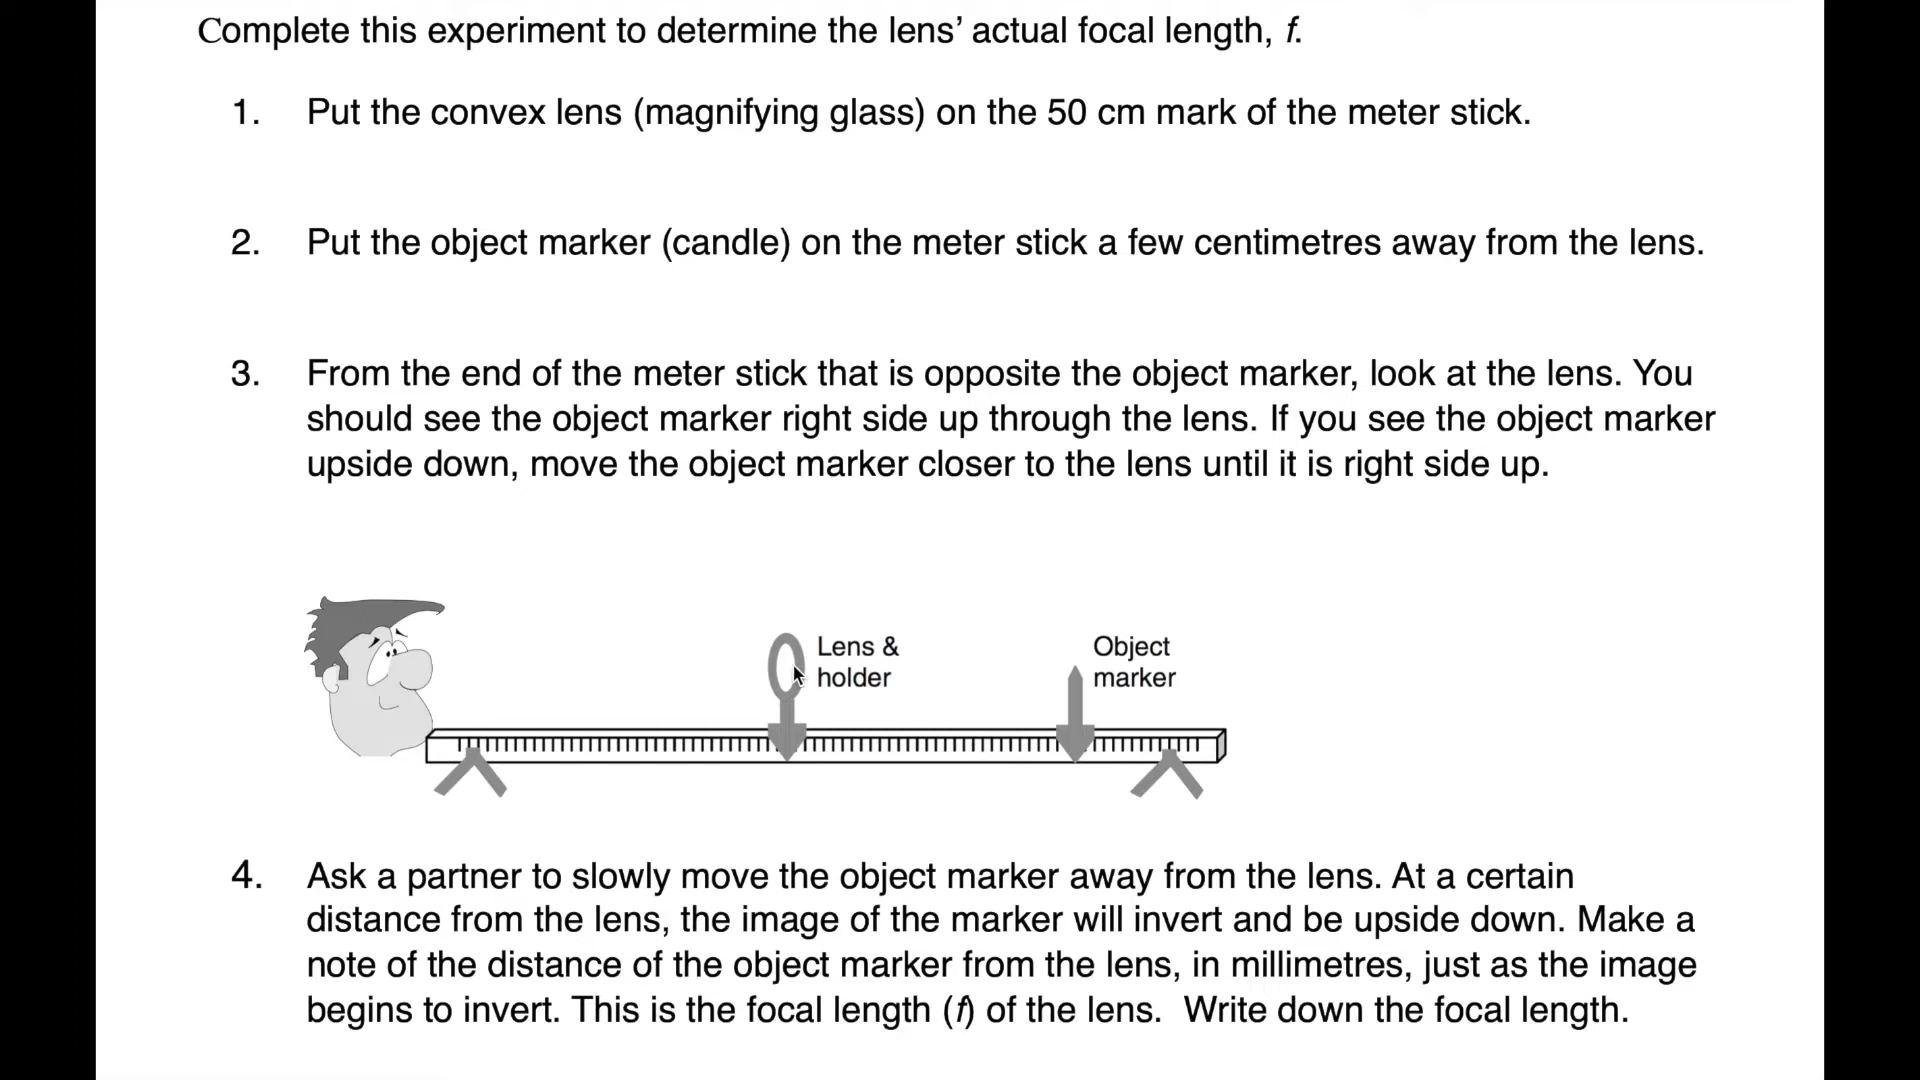 Complete this experiment to determine the lens’ actual focal length, f.
1. Put the convex lens (magnifying glass) on the 50 cm mark of the meter stick.
2. Put the object marker (candle) on the meter stick a few centimetres away from the lens.
3. From the end of the meter stick that is opposite the object marker, look at the lens. You
should see the object marker right side up through the lens. If you see the object marker
upside down, move the object marker closer to the lens until it is right side up.
Lens &
holder
Object
marker
4. Ask a partner to slowly move the object marker away from the lens. At a certain
distance from the lens, the image of the marker will invert and be upside down. Make a
note of the distance of the object marker from the lens, in millimetres, just as the image
begins to invert. This is the focal length (f) of the lens. Write down the focal length.